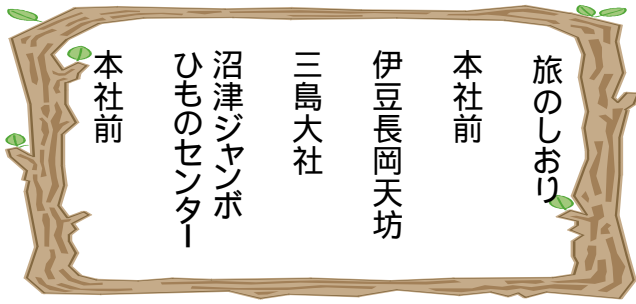 旅のしおり
本社前
伊豆長岡天坊
三島大社
沼津ジャンボ
ひものセンター
本社前